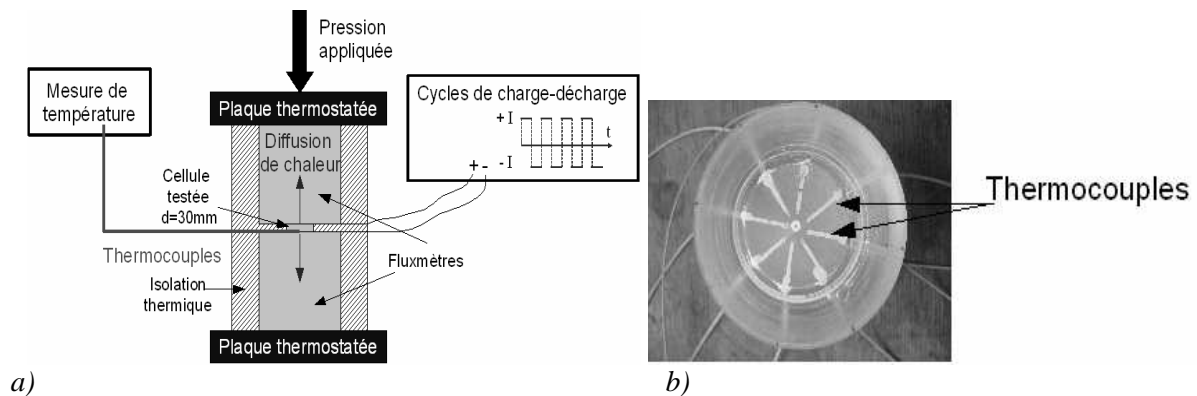 Pression
appliquée
Mesure de
température
Plaque thermostatée
Cycles de charge-décharge
+I
t
-I
+ -
Diffusion
de chaleur
Cellule
testée
d=30mm
Thermocouples
Fluxmètres
Isolation
thermique
Plaque thermostatée
a)
Thermocouples
b)